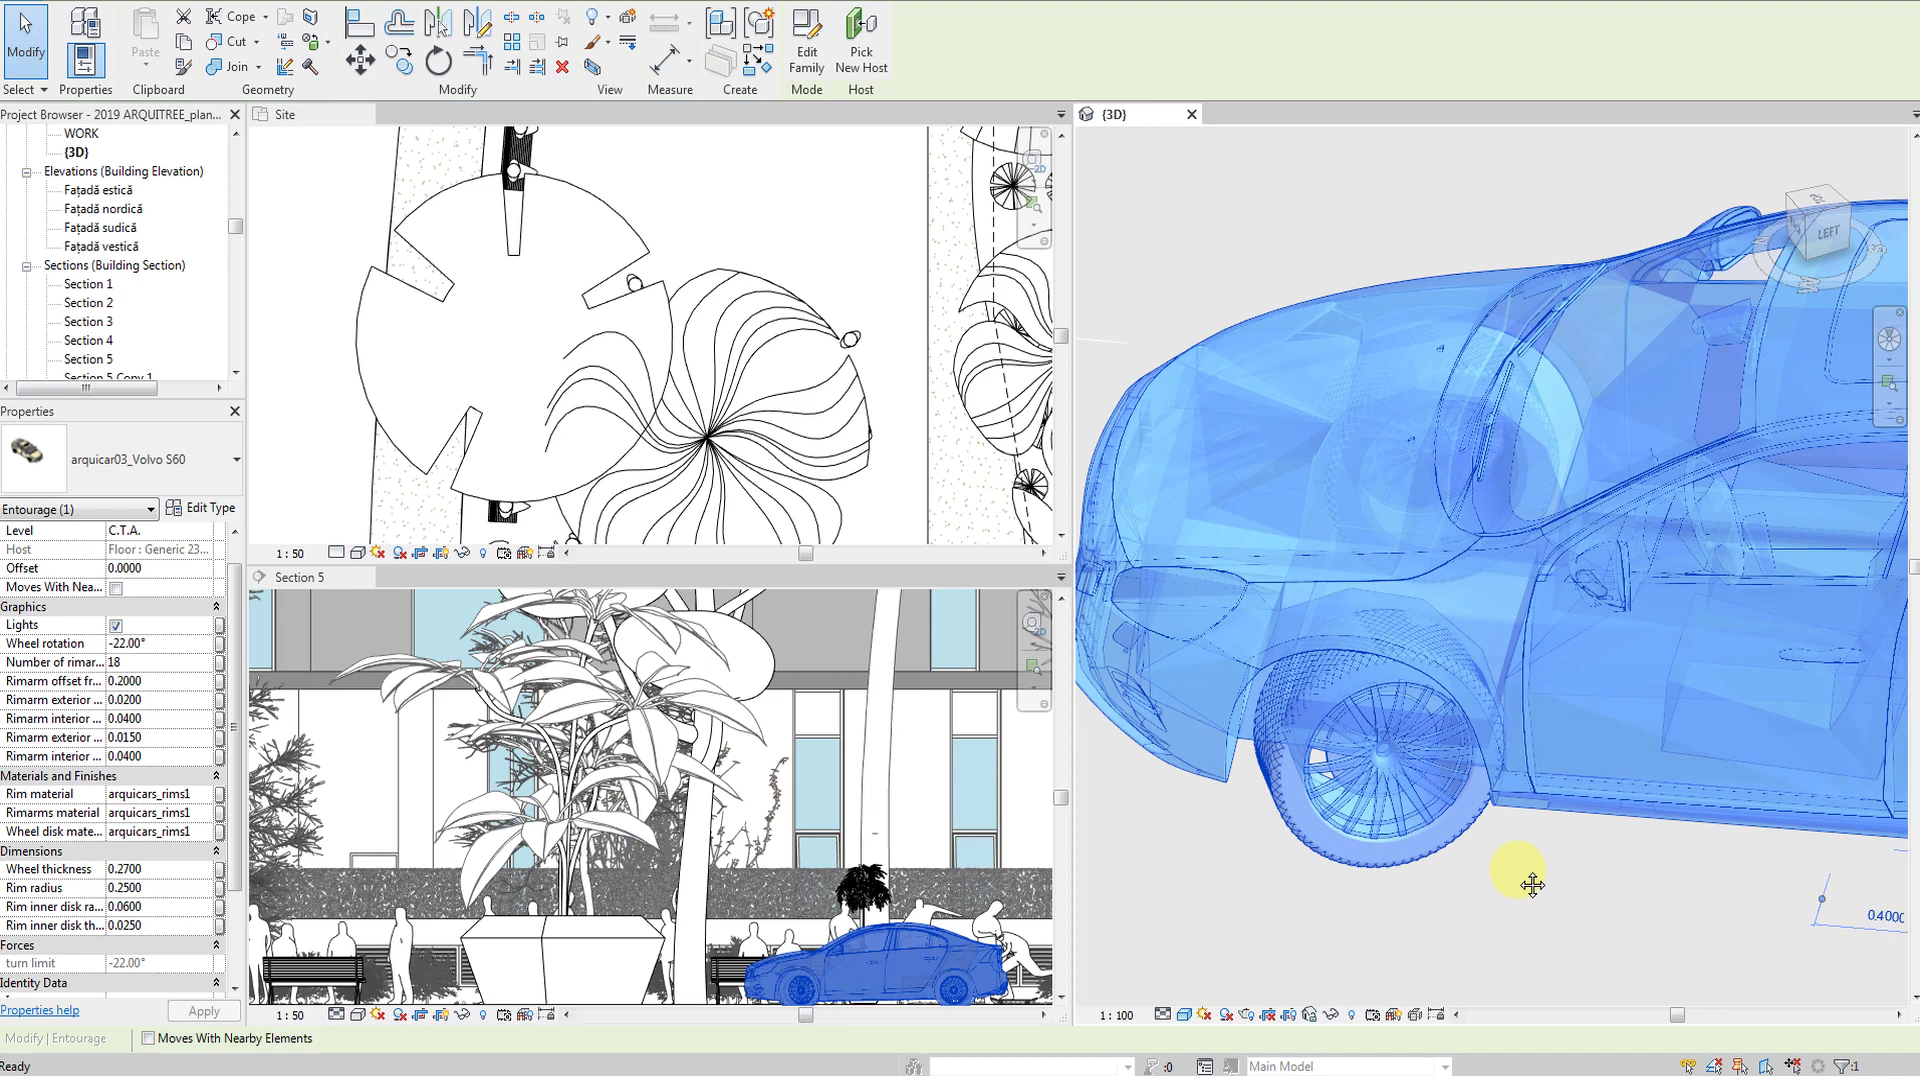 Modify
Select
Properties
Paste
Clipboard
Cope
Cut
Join
Geometry
Modify
View
Measure
Create
Edit
Family
Mode
Pick
New Host
Host
Project Browser - 2019 ARQUITREE_plan...
WORK
{3D}
Elevations (Building Elevation)
Fațadă estică
Fațadă nordică
Fațadă sudică
Fațadă vestică
Sections (Building Section)
Section 1
Section 2
Section 3
Section 4
Section 5
Section 5 Copy 1
Properties
arquicar03_Volvo S60
Entourage (1)
Edit Type
Level C.T.A.
Host Floor : Generic 23...
Offset 0.0000
Moves With Nea...
Graphics
Lights
Wheel rotation -22.00°
Number of rimar... 18
Rimarm offset fr... 0.2000
Rimarm exterior ... 0.0200
Rimarm interior ... 0.0400
Rimarm exterior ... 0.0150
Rimarm interior ... 0.0400
Materials and Finishes
Rim material arquicars_rims1
Rimarms material arquicars_rims1
Wheel disk mate... arquicars_rims1
Dimensions
Wheel thickness 0.2700
Rim radius 0.2500
Rim inner disk ra... 0.0600
Rim inner disk th... 0.0250
Forces
turn limit -22.00°
Identity Data
Properties help
Apply
Site
2D
1 : 50
Section 5
2D
1 : 50
{3D}
LEFT
0.4000
1 : 100
Modify | Entourage
Moves With Nearby Elements
Ready
:0
Main Model
:1